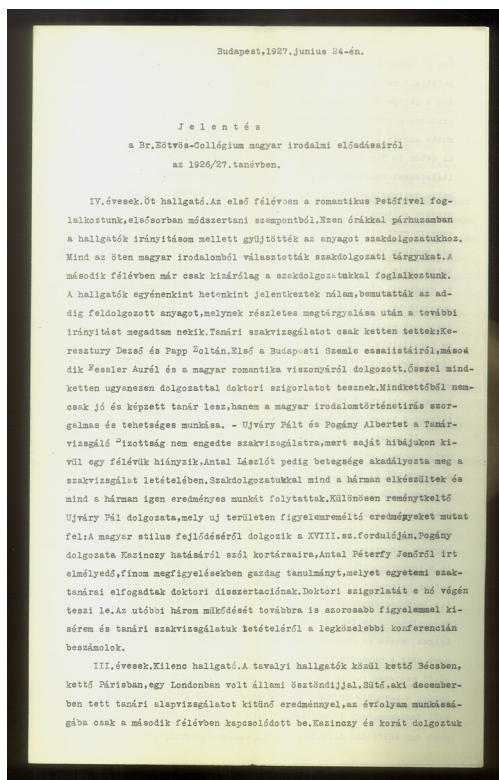 Budapest,1927.junius 24-én.
J e l e n t é s
a Br.Eötvös-Collégium magyar irodalmi előadásairól
az 1926/27.tanévben.
IV.évesek.Öt hallgató.Az első félévben a romantikus Petőfivel fog-
lalkoztunk,elsősorban módszertani szempontból.Ezen órákkal párhuzamban
a hallgatók irányitásom mellett gyüjtötték az anyagot szakdolgozatukhoz.
Mind az öten magyar irodalomból választották szakdolgozati tárgyukat.A
második félévben már csak kizárólag a szakdolgozatukkal foglalkoztunk.
A hallgatók egyénenkint hetenkint jelentkeztek nálam,bemutatták az ad-
dig feldolgozott anyagot,melynek részletes megtárgyalása után a további
irányitást megadtam nekik.Tanári szakvizsgálatot csak ketten tettek:Ke-
resztury Dezső és Papp Zoltán.Első a Budapesti Szemle essaiistáiról,másod
dik Fessler Aurél és a magyar romantika viszonyáról dolgozott.Ősszel mind-
ketten ugyanezen dolgozattal doktori szigorlatot tesznek.Mindkettőből nem-
csak jó és képzett tanár lesz,hanem a magyar irodalomtörténetirás szor-
galmas és tehetséges munkása. - Ujváry Pált és Pogány Albertet a Tanár-
vizsgáló Bizottság nem engedte szakvizsgálatra,mert saját hibájukon ki-
vül egy félévük hiányzik,Antal Lászlót pedig betegsége akadályozta meg a
szakvizsgálat letételében.Szakdolgozatukkal mind a hárman elkészültek és
mind a hárman igen eredményes munkát folytattak.Különösen reménytkeltő
Ujváry Pál dolgozata,mely uj területen figyelemreméltó eredményeket mutat
fel:A magyar stilus fejlődéséről dolgozik a XVIII.sz.fordulóján.Pogány
dolgozata Kazinczy hatásáról szól kortársaira,Antal Péterfy Jenőről irt
elmélyedő,finom megfigyelésekben gazdag tanulmányt,melyet egyetemi szak-
tanárai elfogadtak doktori disszertaciónak.Doktori szigorlatát e hó végén
teszi le.Az utóbbi három müködését továbbra is szorosabb figyelemmel ki-
sérem és tanári szakvizsgálatuk letételéről a legközelebbi konferencián
beszámolok.
III.évesek.Kilenc hallgató.A tavalyi hallgatók közül kettő Bécsben,
kettő Párisban,egy Londonban volt állami ösztöndijjal.Sütő,aki december-
ben tett tanári alapvizsgálatot kitünő eredménnyel,az évfolyam munkássá-
gába csak a második félévben kapcsolódott be.Kazinczy és korát dolgoztuk